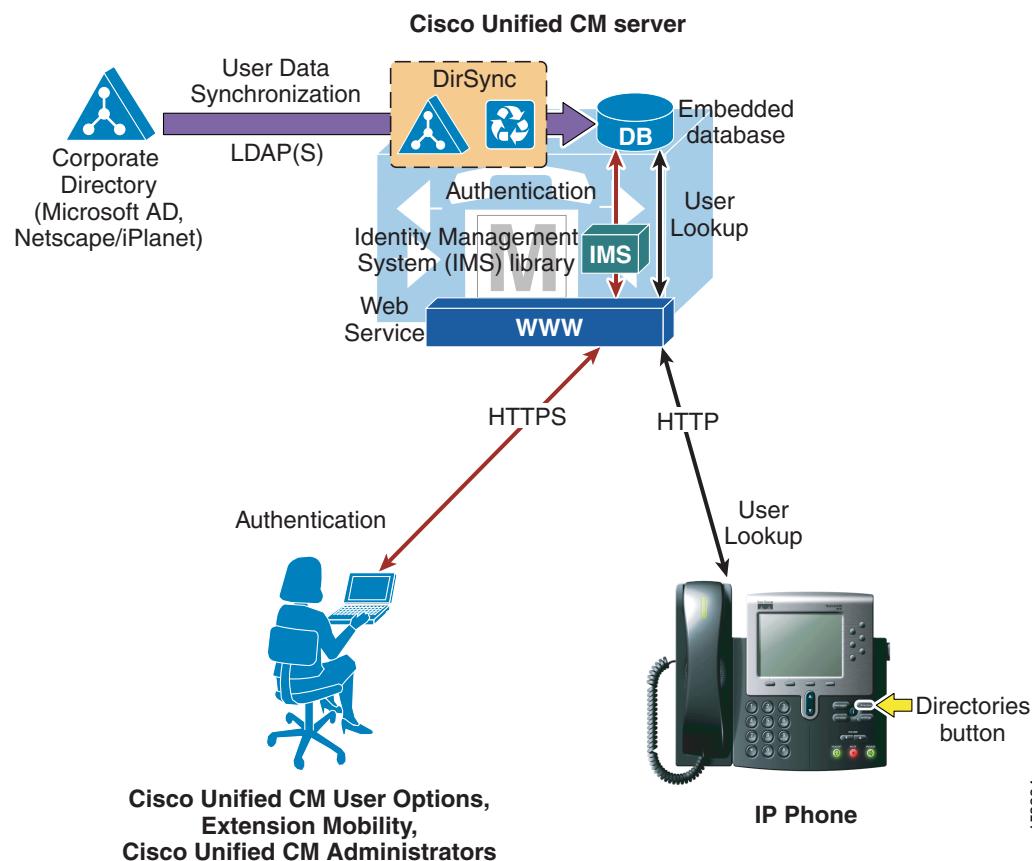 Cisco Unified CM server
User Data
Synchronization
LDAP(S)
DirSync
DB
Embedded
database
Corporate
Directory
(Microsoft AD,
Netscape/iPlanet)
Authentication
User
Lookup
Identity Management
System (IMS) library
IMS
M
Web
Service
WWW
HTTPS
HTTP
Authentication
User
Lookup
Directories
button
Cisco Unified CM User Options,
Extension Mobility,
Cisco Unified CM Administrators
IP Phone